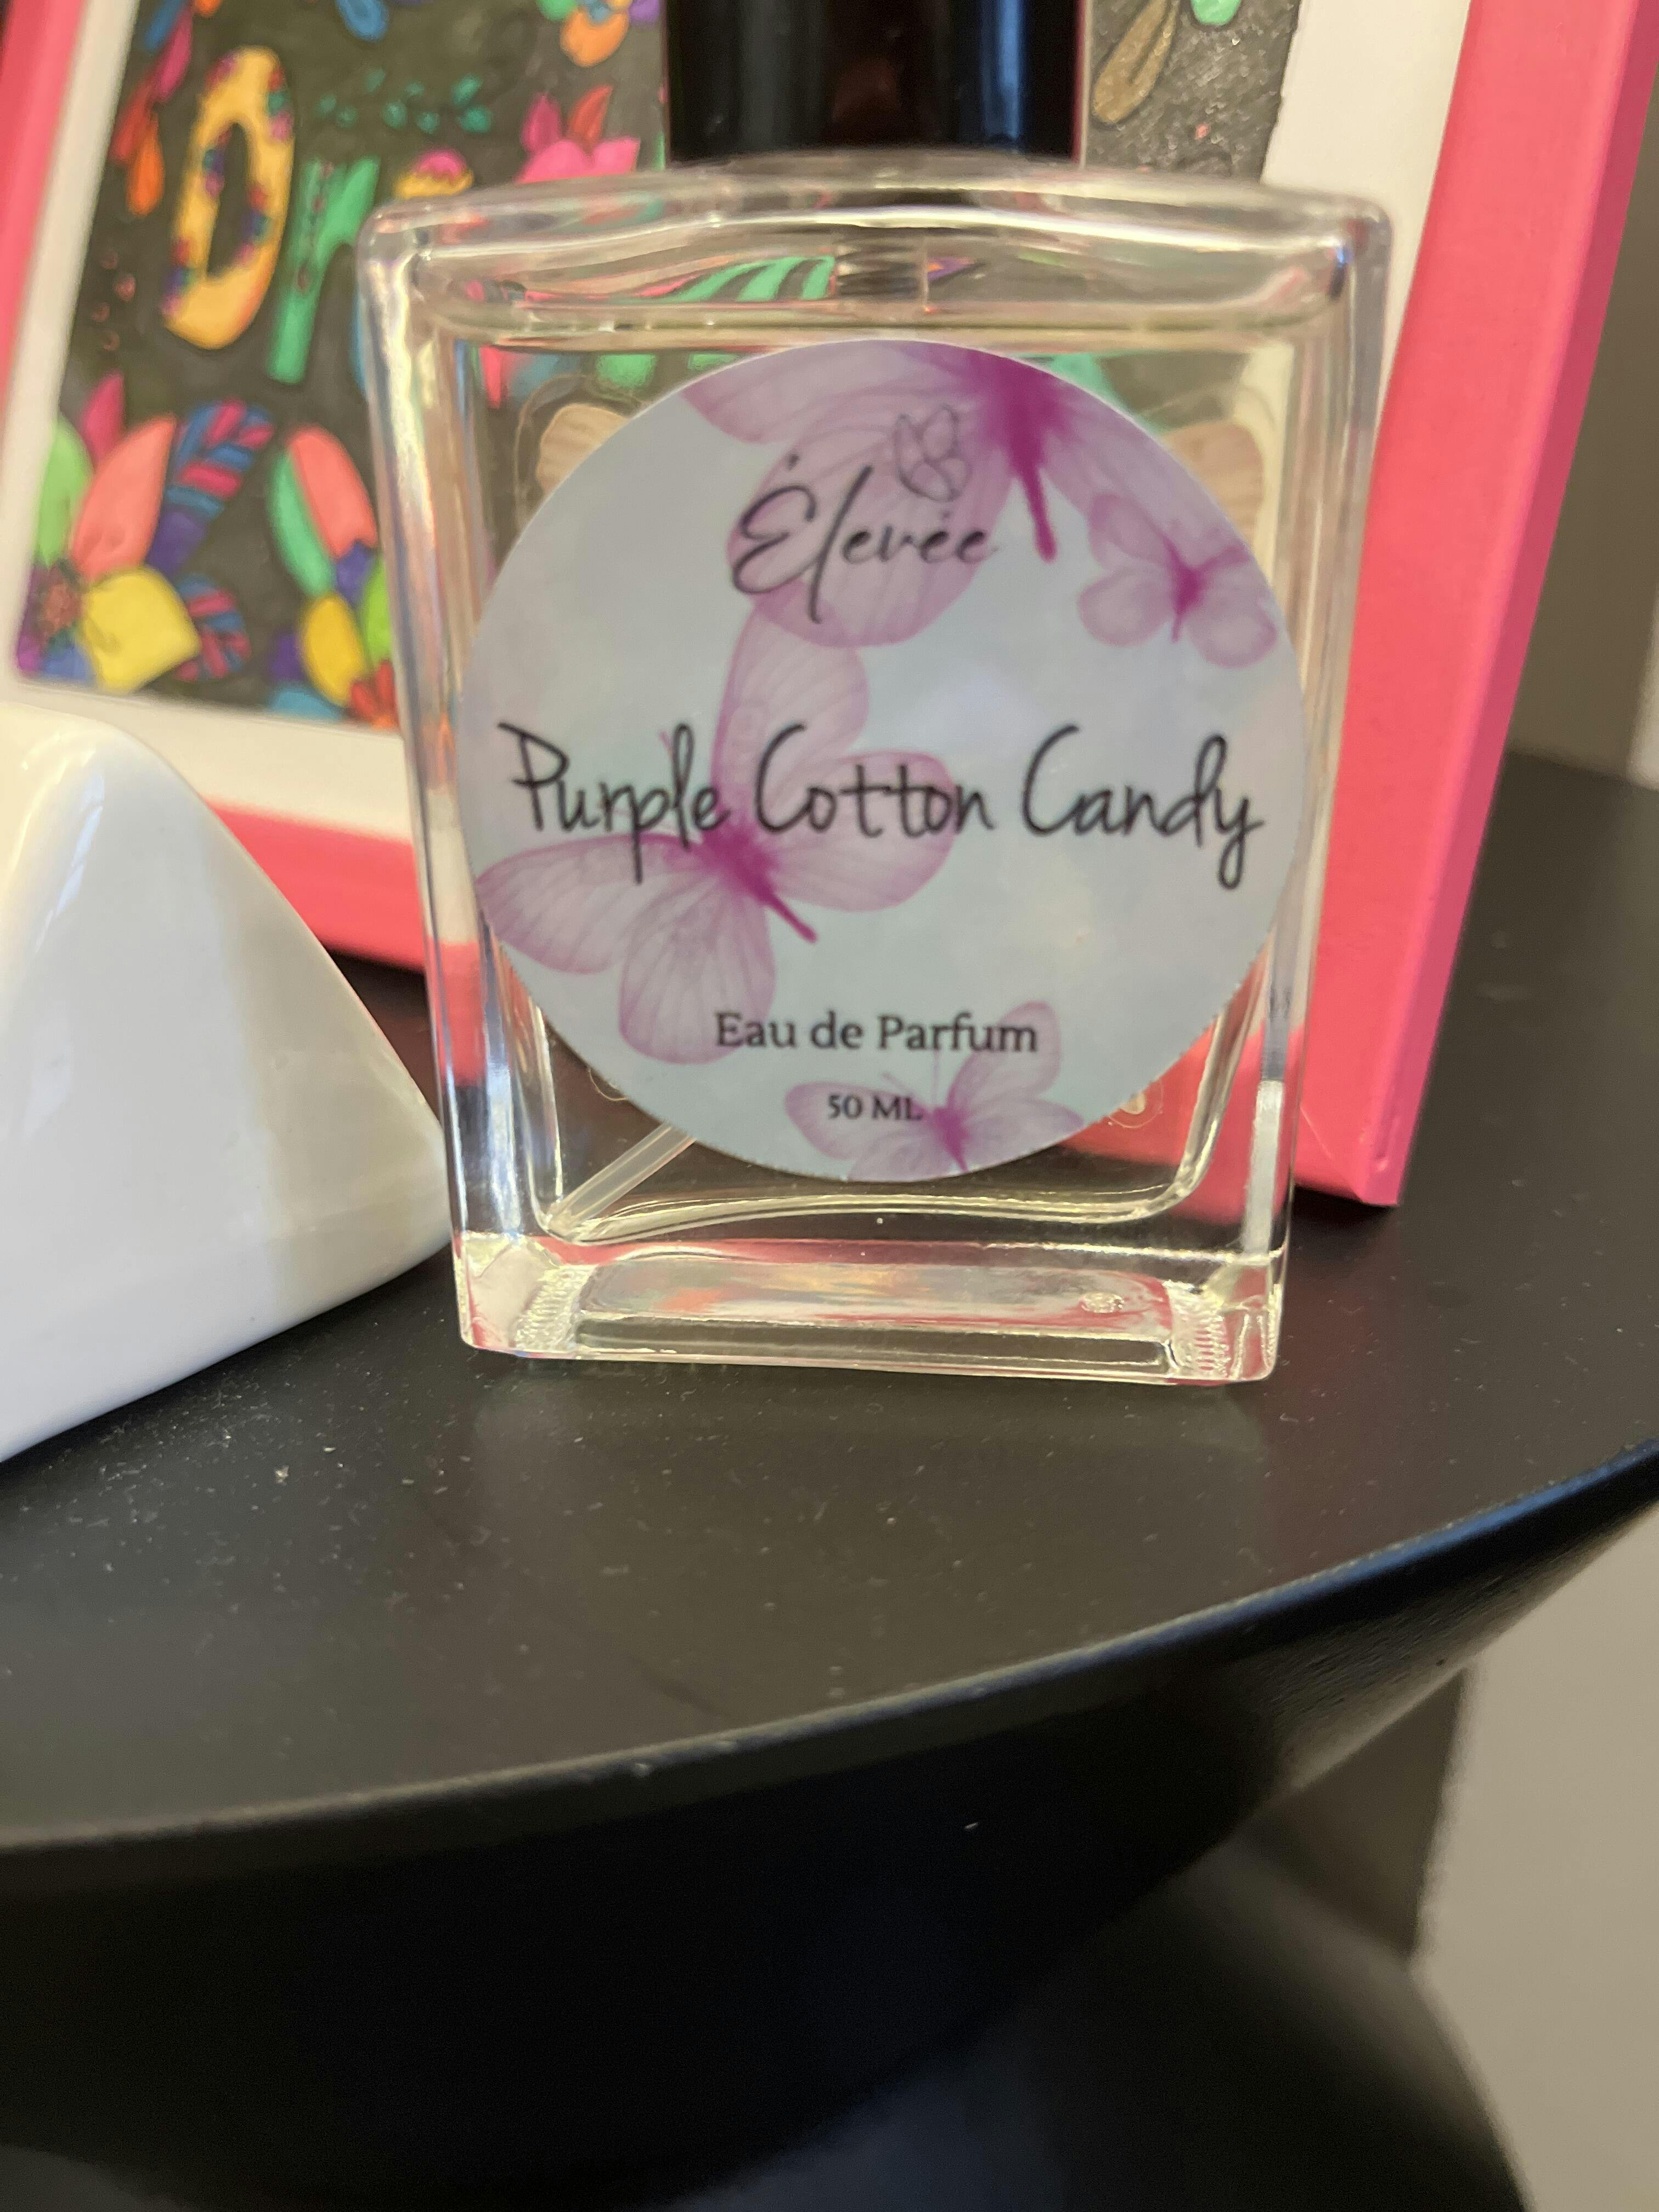 Élevée
Purple Cotton Candy
Eau de Parfum
50 ML